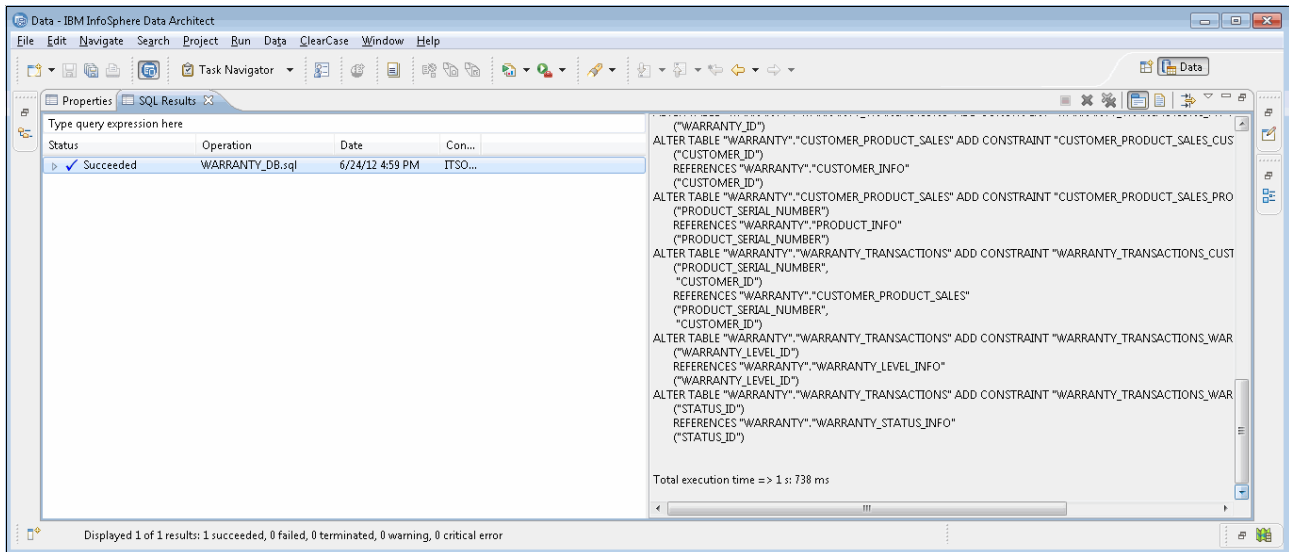 Data - IBM InfoSphere Data Architect
File Edit Navigate Search Project Run Data ClearCase Window Help
Task Navigator
Data
Properties SQL Results
Type query expression here
Status Operation Date Con...
Succeeded WARRANTY_DB.sql 6/24/12 4:59 PM ITSO...
("WARRANTY_ID")
ALTER TABLE "WARRANTY"."CUSTOMER_PRODUCT_SALES" ADD CONSTRAINT "CUSTOMER_PRODUCT_SALES_CUS
("CUSTOMER_ID")
REFERENCES "WARRANTY"."CUSTOMER_INFO"
("CUSTOMER_ID")
ALTER TABLE "WARRANTY"."CUSTOMER_PRODUCT_SALES" ADD CONSTRAINT "CUSTOMER_PRODUCT_SALES_PRO
("PRODUCT_SERIAL_NUMBER")
REFERENCES "WARRANTY"."PRODUCT_INFO"
("PRODUCT_SERIAL_NUMBER")
ALTER TABLE "WARRANTY"."WARRANTY_TRANSACTIONS" ADD CONSTRAINT "WARRANTY_TRANSACTIONS_CUST
("PRODUCT_SERIAL_NUMBER",
"CUSTOMER_ID")
REFERENCES "WARRANTY"."CUSTOMER_PRODUCT_SALES"
("PRODUCT_SERIAL_NUMBER",
"CUSTOMER_ID")
ALTER TABLE "WARRANTY"."WARRANTY_TRANSACTIONS" ADD CONSTRAINT "WARRANTY_TRANSACTIONS_WAR
("WARRANTY_LEVEL_ID")
REFERENCES "WARRANTY"."WARRANTY_LEVEL_INFO"
("WARRANTY_LEVEL_ID")
ALTER TABLE "WARRANTY"."WARRANTY_TRANSACTIONS" ADD CONSTRAINT "WARRANTY_TRANSACTIONS_WAR
("STATUS_ID")
REFERENCES "WARRANTY"."WARRANTY_STATUS_INFO"
("STATUS_ID")
Total execution time => 1 s: 738 ms
Displayed 1 of 1 results: 1 succeeded, 0 failed, 0 terminated, 0 warning, 0 critical error